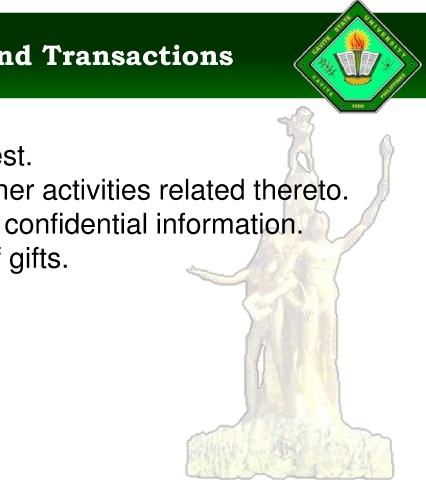 nd Transactions
CAVITE STATE UNIVERSITY
CAVITE PHILIPPINES
1906
est.
her activities related thereto.
confidential information.
f gifts.